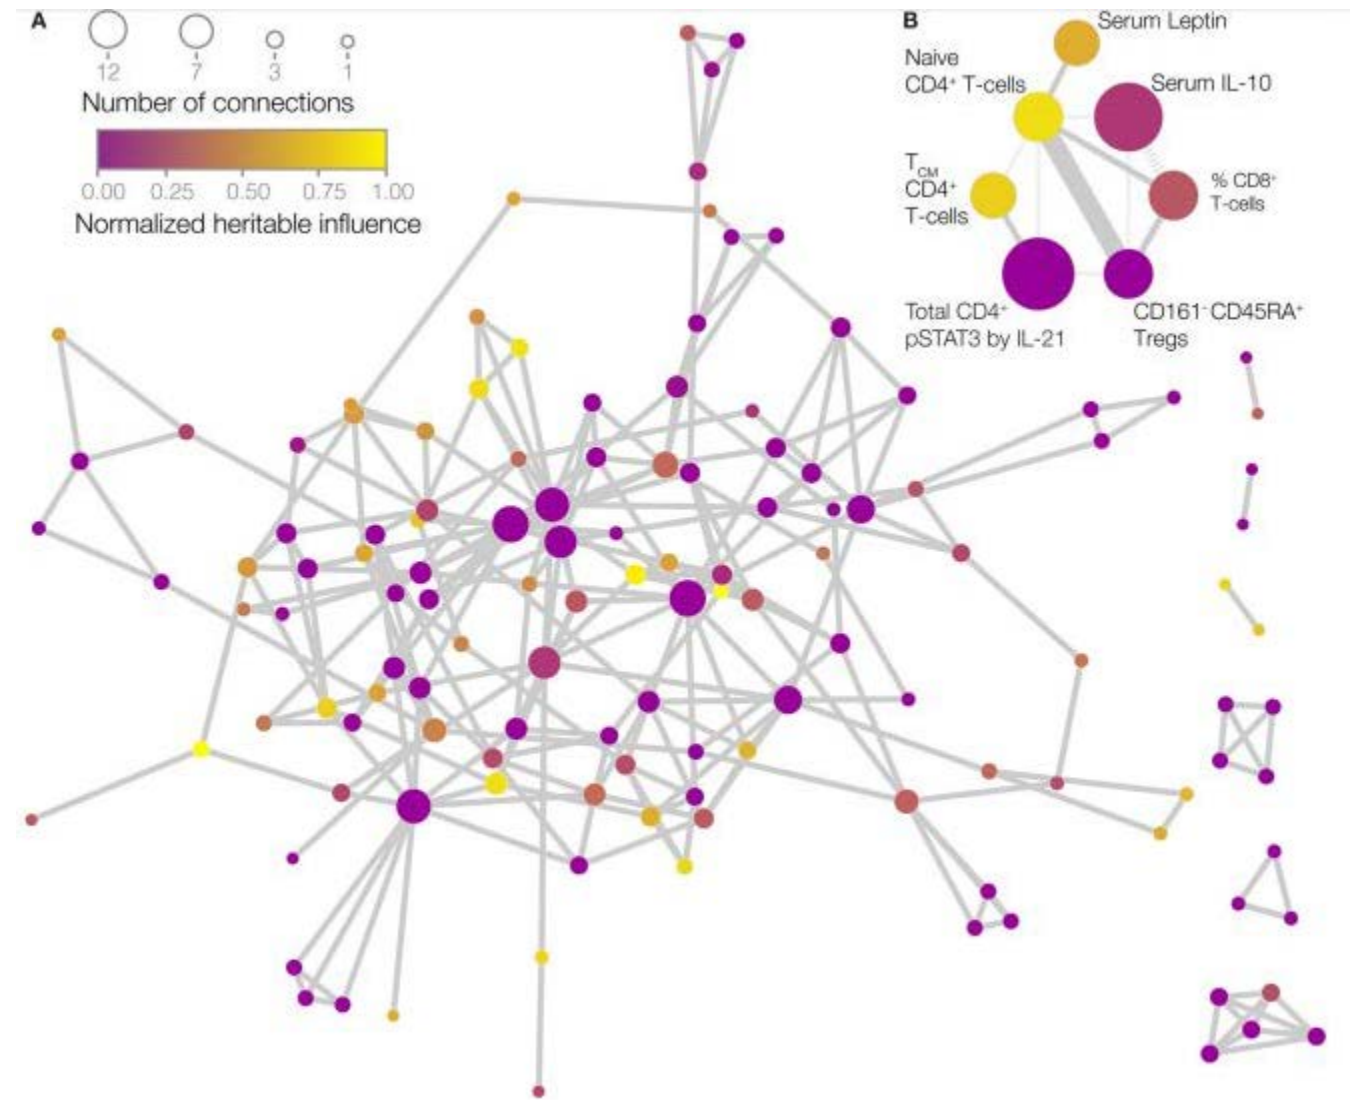 A
12 7 3 1
Number of connections
0.00 0.25 0.50 0.75 1.00
Normalized heritable influence
B
Serum Leptin
Naive
CD4⁺ T-cells
Serum IL-10
T_CM
CD4⁺
T-cells
% CD8⁺
T-cells
Total CD4⁺
pSTAT3 by IL-21
CD161⁻CD45RA⁺
Tregs